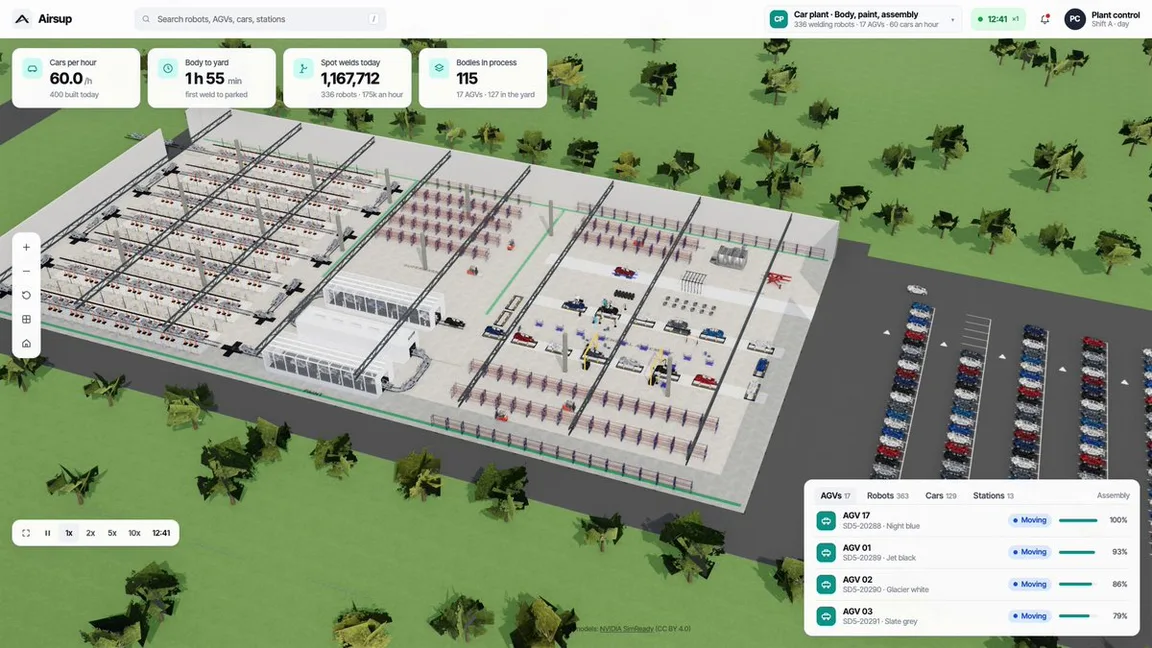 Airsup
Search robots, AGVs, cars, stations
/
CP
Car plant · Body, paint, assembly
336 welding robots · 17 AGVs · 60 cars an hour
12:41 ×1
PC
Plant control
Shift A · day
Cars per hour
60.0 /h
400 built today
Body to yard
1 h 55 min
first weld to parked
Spot welds today
1,167,712
336 robots · 175k an hour
Bodies in process
115
17 AGVs · 127 in the yard
1x 2x 5x 10x 12:41
AGVs 17 Robots 363 Cars 129 Stations 13 Assembly
AGV 17
SD5-20288 · Night blue
Moving
100%
AGV 01
SD5-20289 · Jet black
Moving
93%
AGV 02
SD5-20290 · Glacier white
Moving
86%
AGV 03
SD5-20291 · Slate grey
Moving
79%
models: NVIDIA SimReady (CC BY 4.0)